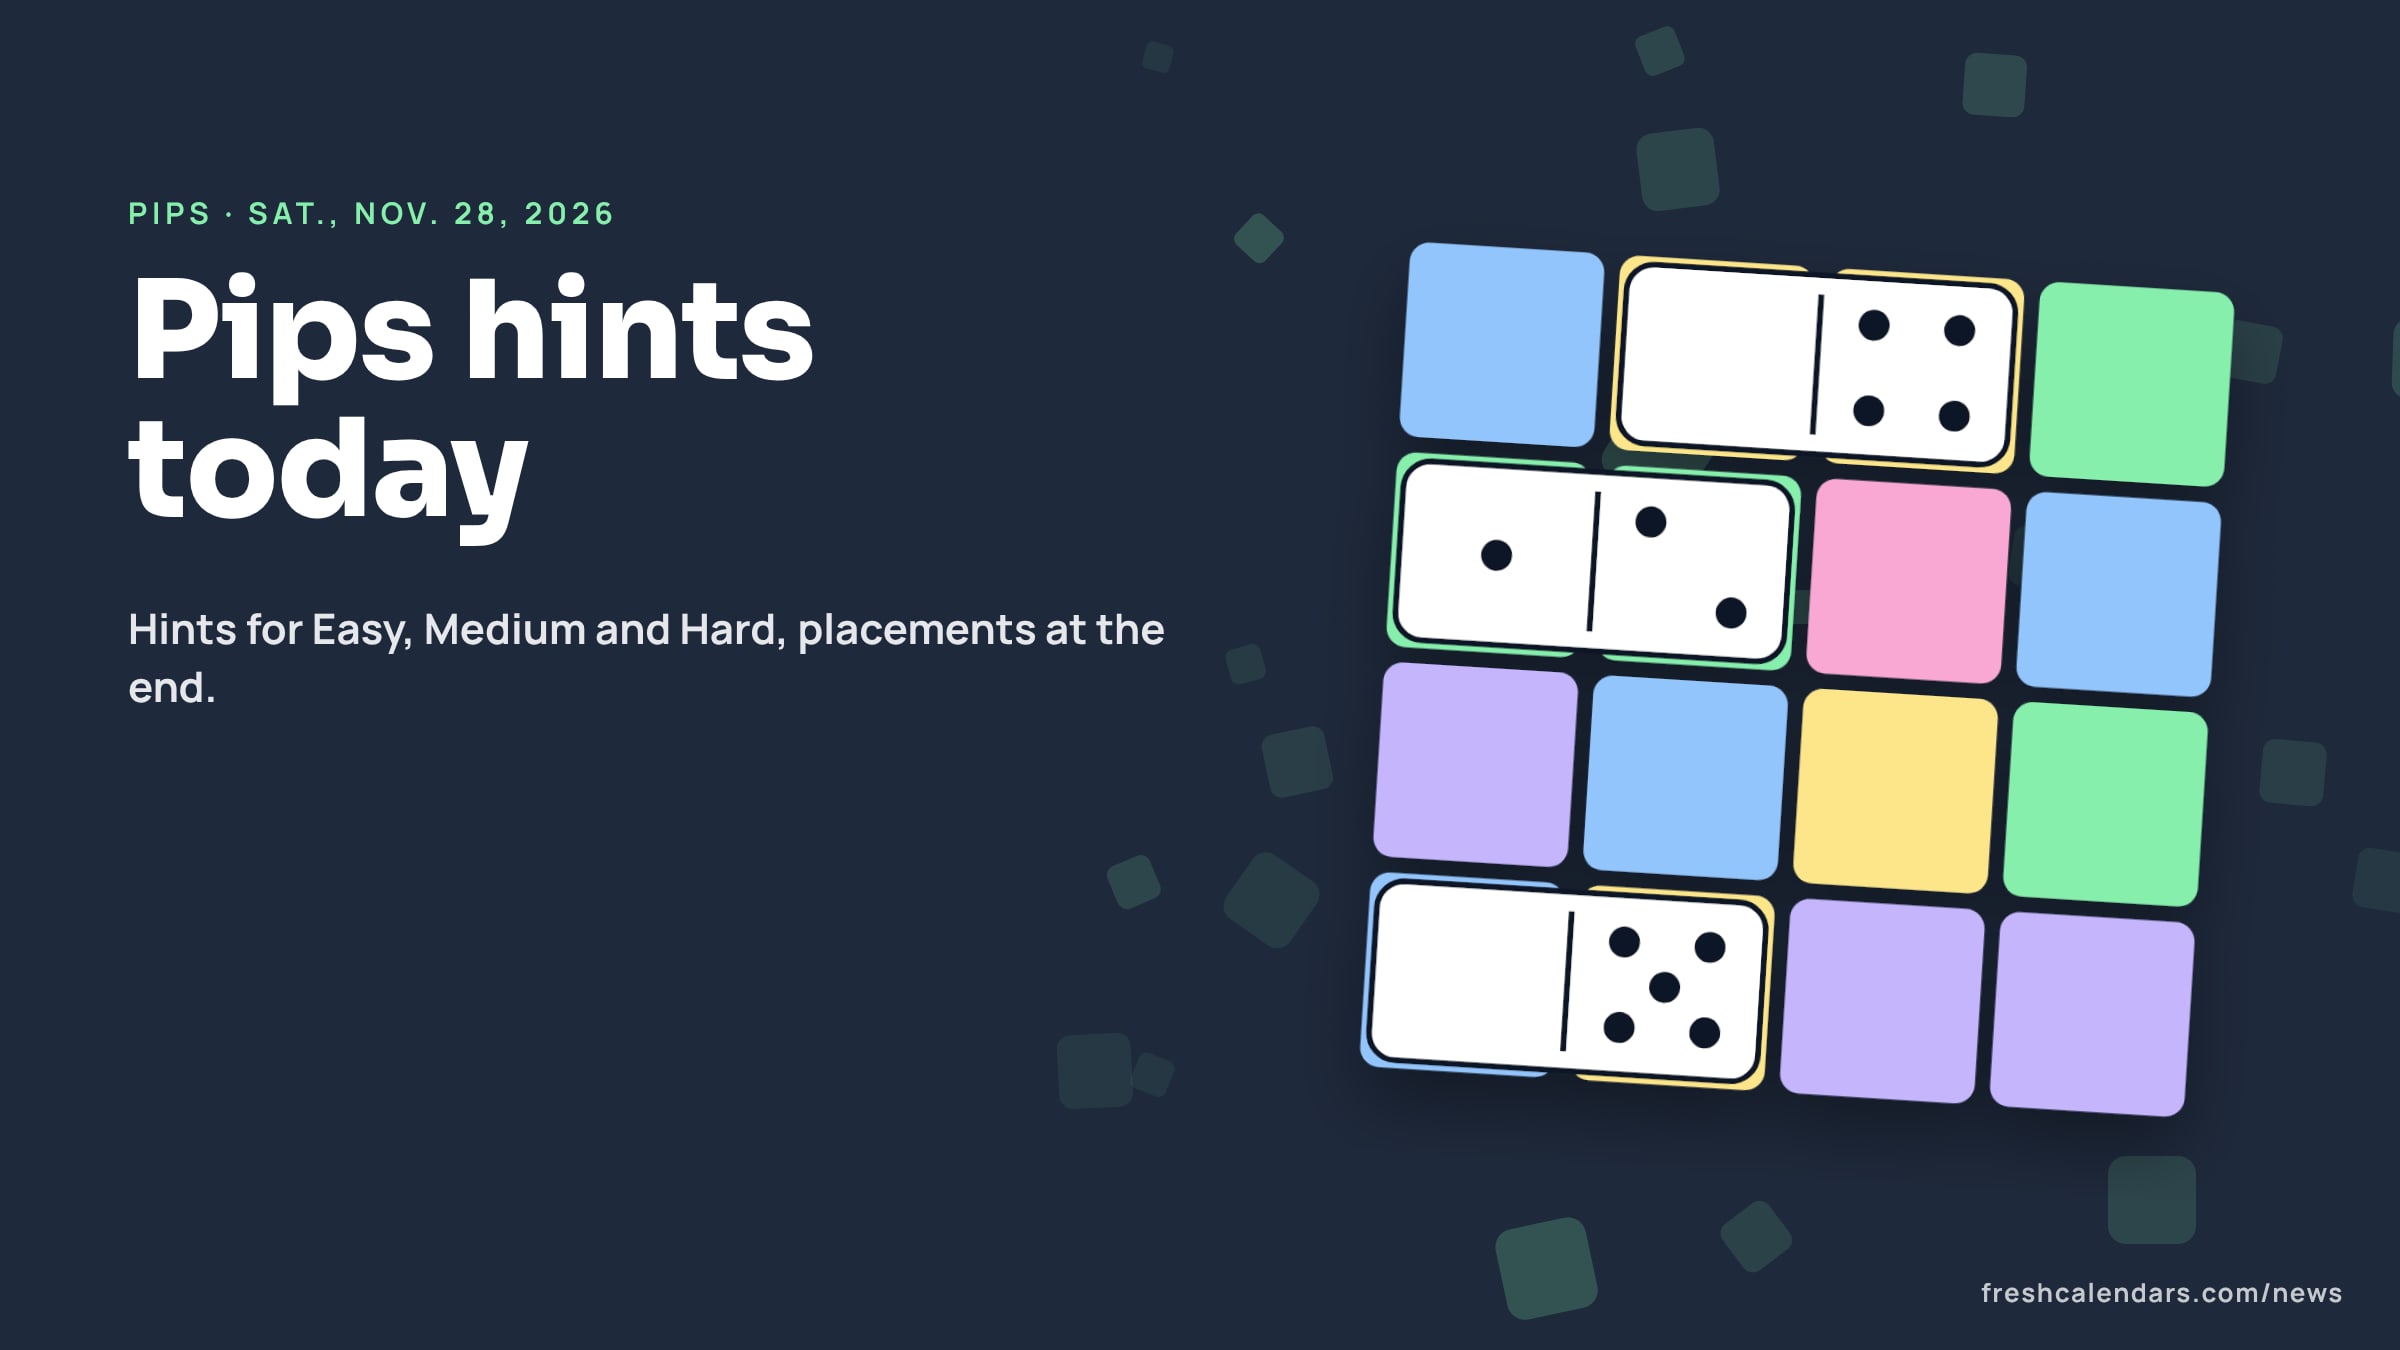 PIPS · SAT., NOV. 28, 2026
Pips hints
today
Hints for Easy, Medium and Hard, placements at the
end.
freshcalendars.com/news